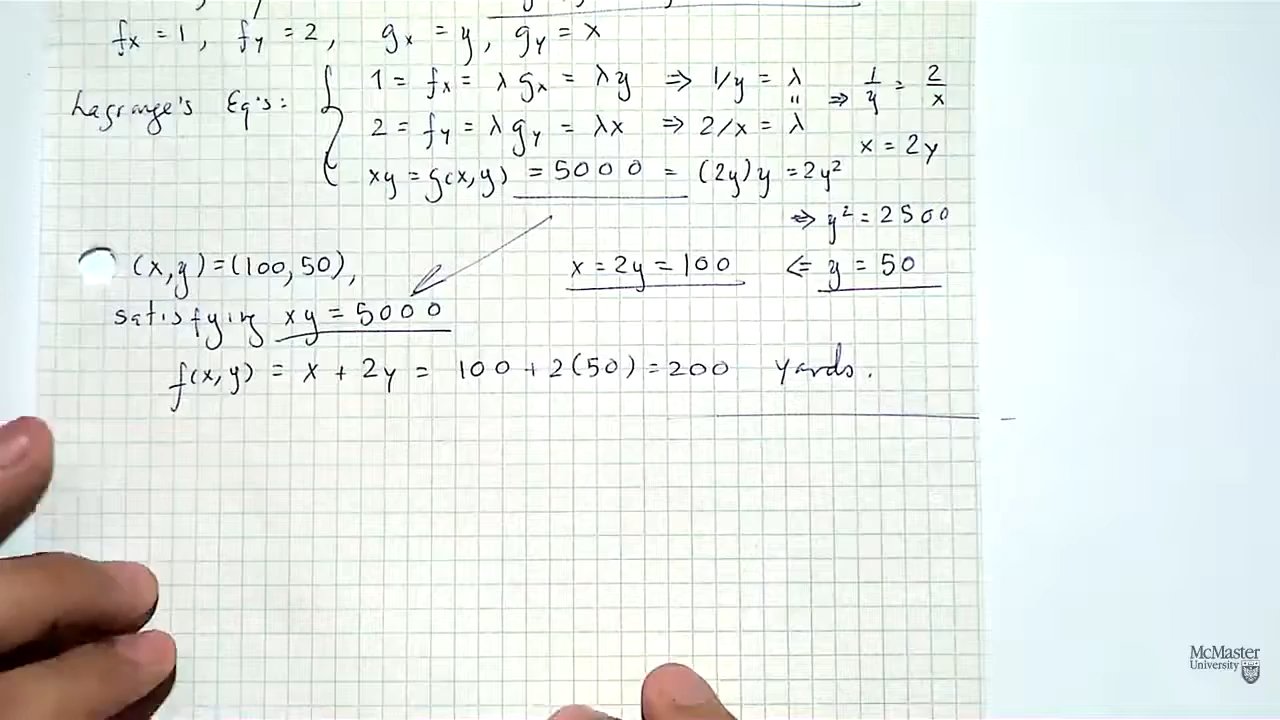 fx = 1, fy = 2, gx = y, gy = x
1 = fx = λ gx = λy ⇒ 1/y = λ ⇒ 1/y = 2/x
Lagrange's Eq's:
2 = fy = λ gy = λx ⇒ 2/x = λ
x = 2y
xy = g(x,y) = 5000 = (2y)y = 2y²
⇒ y² = 2500
(x,y)=(100,50), x = 2y = 100 ⇐ y = 50
satisfying xy = 5000
f(x,y) = x + 2y = 100 + 2(50) = 200 yards.
McMaster
University